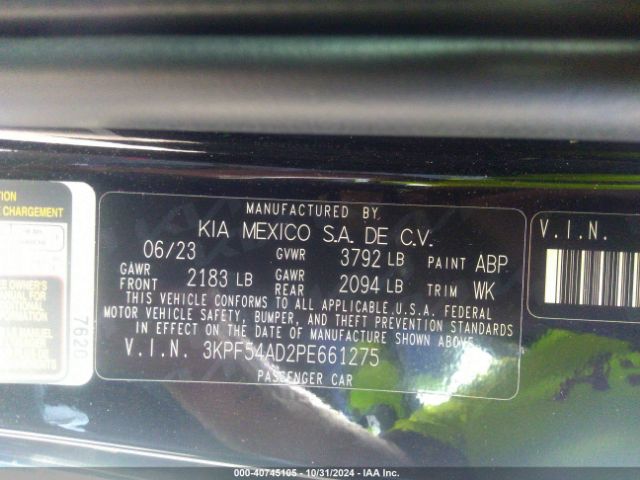 MANUFACTURED BY
KIA MEXICO S.A. DE C.V.
06/23 GVWR 3792 LB PAINT ABP
GAWR FRONT 2183 LB GAWR REAR 2094 LB TRIM WK
THIS VEHICLE CONFORMS TO ALL APPLICABLE U.S.A. FEDERAL
MOTOR VEHICLE SAFETY, BUMPER, AND THEFT PREVENTION STANDARDS
IN EFFECT ON THE DATE OF MANUFACTURE SHOWN ABOVE.
V.I.N. 3KPF54AD2PE661275
PASSENGER CAR
V.I.N.
CHARGEMENT
OWNER'S
MANUAL FOR
7620
000-40745105 - 10/31/2024 - IAA Inc.